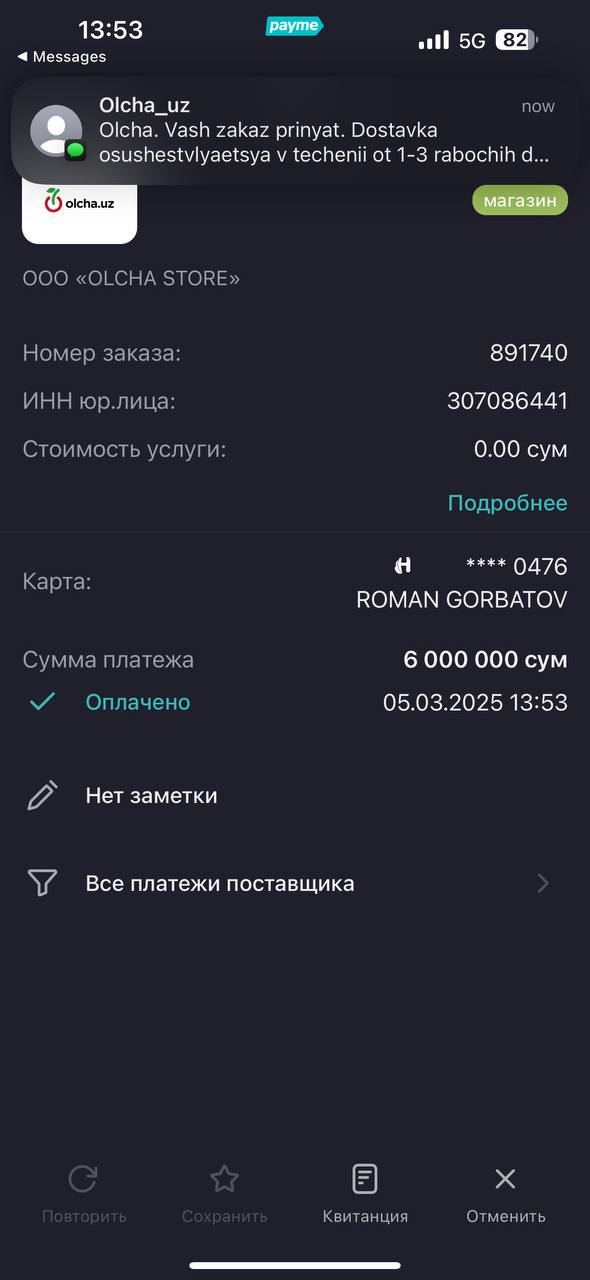 13:53
payme
5G
82
Messages
Olcha_uz
now
Olcha. Vash zakaz prinyat. Dostavka
osushestvlyaetsya v techenii ot 1-3 rabochih d...
olcha.uz
магазин
ООО «OLCHA STORE»
Номер заказа: 891740
ИНН юр.лица: 307086441
Стоимость услуги: 0.00 сум
Подробнее
Карта: **** 0476
ROMAN GORBATOV
Сумма платежа 6 000 000 сум
Оплачено 05.03.2025 13:53
Нет заметки
Все платежи поставщика
Повторить Сохранить Квитанция Отменить